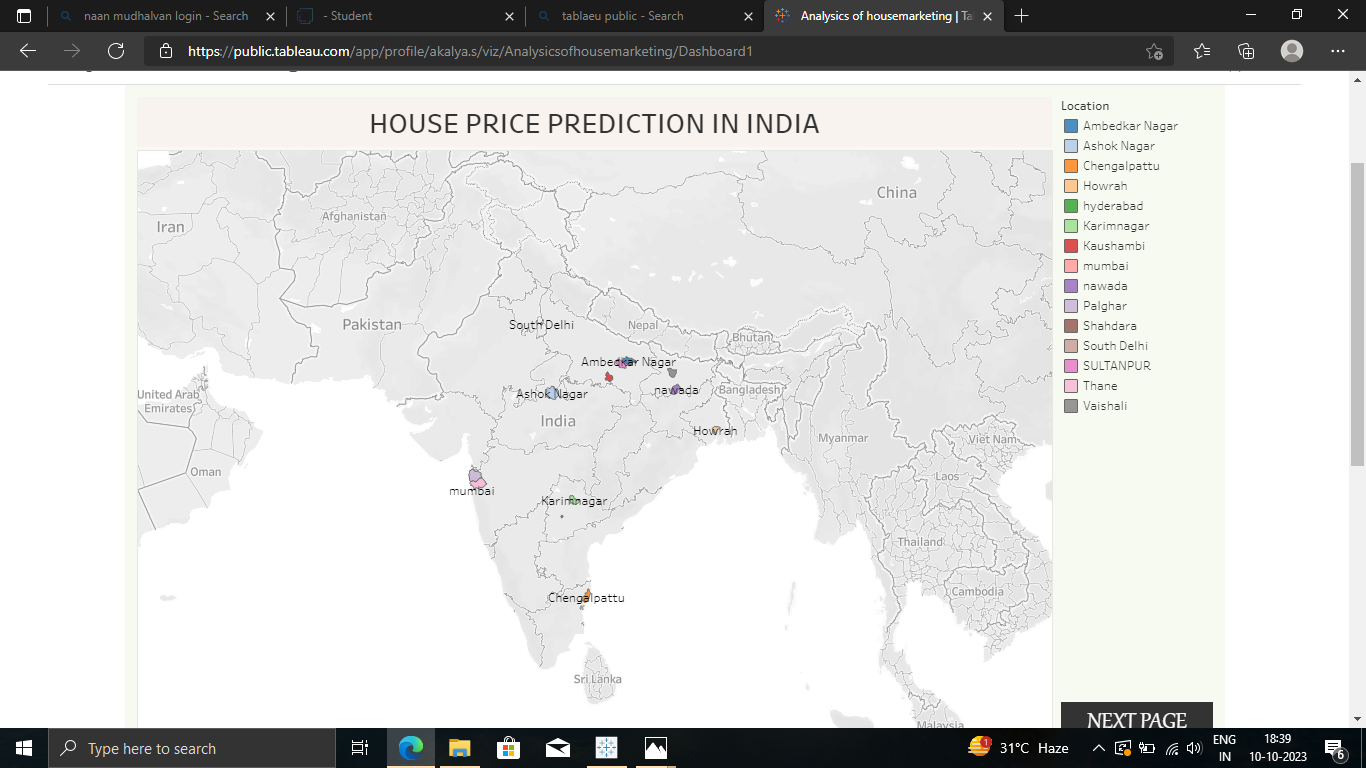 naan mudhalvan login - Search
- Student
tablaeu public - Search
Analysics of housemarketing | Ta
https://public.tableau.com/app/profile/akalya.s/viz/Analysicsofhousemarketing/Dashboard1
HOUSE PRICE PREDICTION IN INDIA
Location
Ambedkar Nagar
Ashok Nagar
Chengalpattu
Howrah
hyderabad
Karimnagar
Kaushambi
mumbai
nawada
Palghar
Shahdara
South Delhi
SULTANPUR
Thane
Vaishali
China
Afghanistan
Iran
Pakistan
South Delhi
Nepal
Bhutan
Ambedkar Nagar
nawada
Bangladesh
United Arab
Emirates
Ashok Nagar
India
Howrah
Myanmar
Viet Nam
Oman
Laos
mumbai
Karimnagar
Thailand
Cambodia
Chengalpattu
Sri Lanka
Malaysia
NEXT PAGE
Type here to search
1
31°C Haze
ENG
IN
18:39
10-10-2023
6